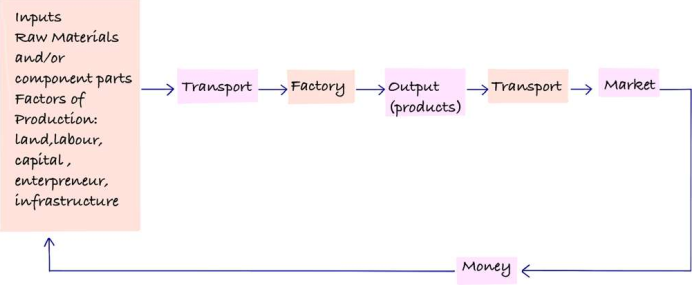 Inputs
Raw Materials
and/or
component parts
Factors of
Production:
land,labour,
capital ,
enterpreneur,
infrastructure
Transport
Factory
Output
(products)
Transport
Market
Money